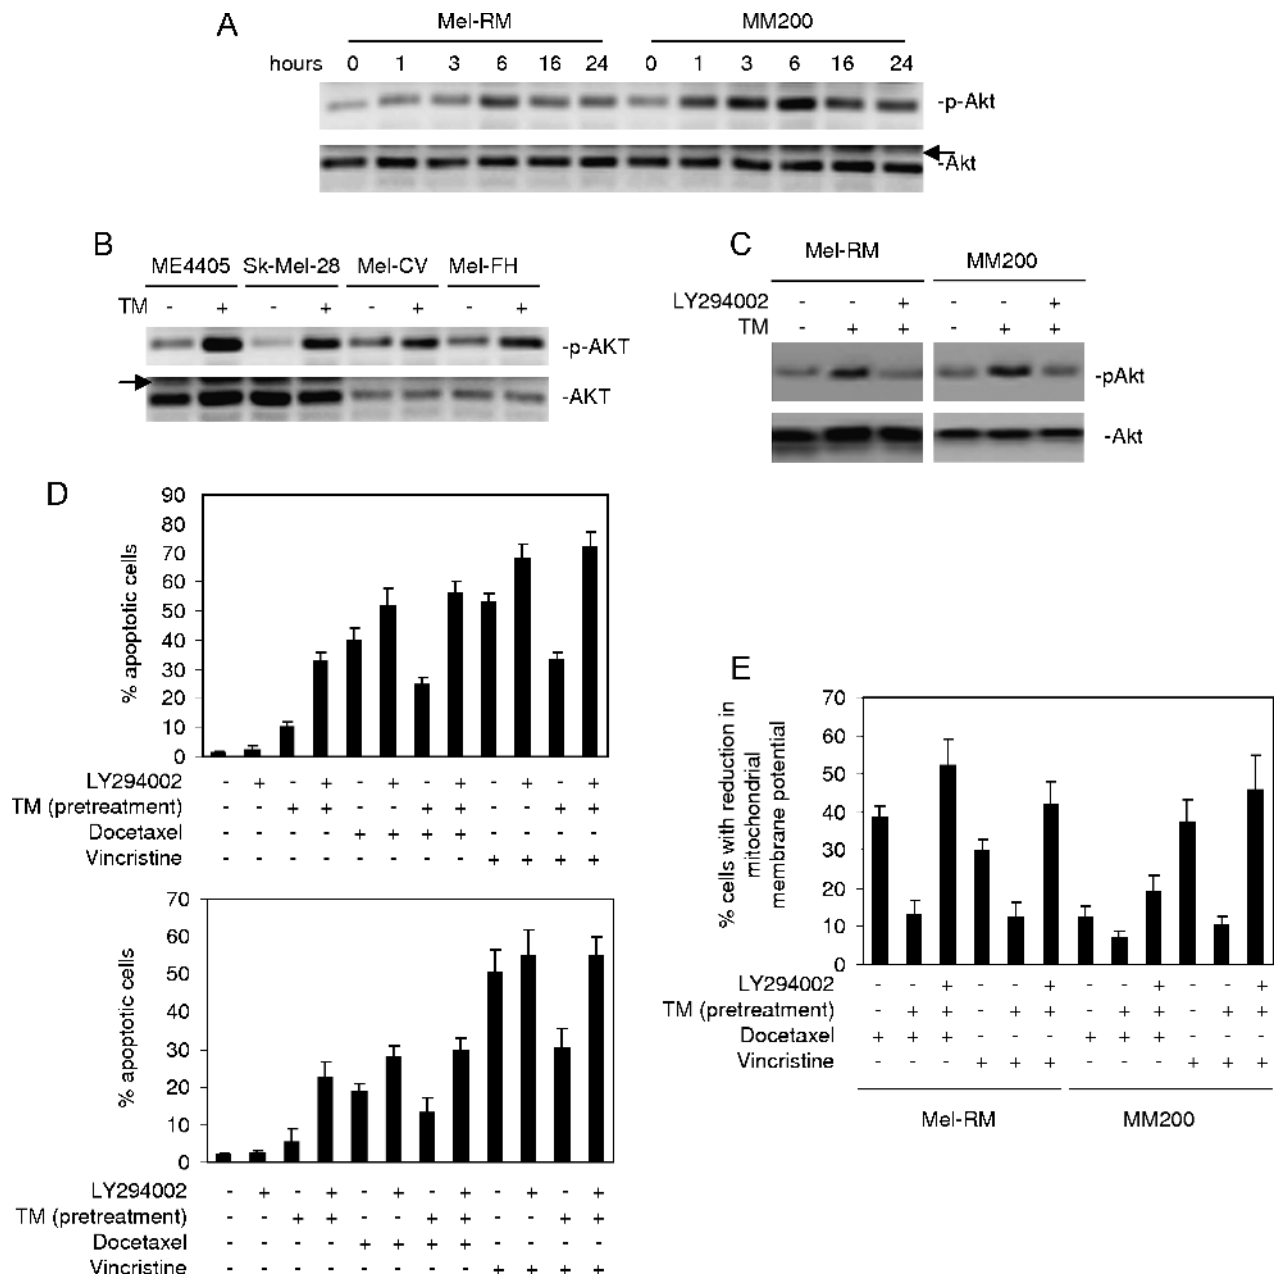 A
Mel-RM MM200
hours 0 1 3 6 16 24 0 1 3 6 16 24
-p-Akt
-Akt
B
ME4405 Sk-Mel-28 Mel-CV Mel-FH
TM - + - + - + - +
-p-AKT
-AKT
C
Mel-RM MM200
LY294002 - - + - - +
TM - + + - + +
-pAkt
-Akt
D
90
80
70
60
50
40
30
20
10
0
% apoptotic cells
LY294002 - + - + - + - + - + - +
TM (pretreatment) - - + + - - + + - - + +
Docetaxel - - - - + + + + - - - -
Vincristine - - - - - - - - + + + +
70
60
50
40
30
20
10
0
% apoptotic cells
LY294002 - + - + - + - + - + - +
TM (pretreatment) - - + + - - + + - - + +
Docetaxel - - - - + + + + - - - -
Vincristine - - - - - - - - + + + +
E
70
60
50
40
30
20
10
0
% cells with reduction in
mitochondrial
membrane potential
LY294002 - - + - - + - - + - - +
TM (pretreatment) - + + - + + - + + - + +
Docetaxel + + + - - - + + + - - -
Vincristine - - - + + + - - - + + +
Mel-RM MM200